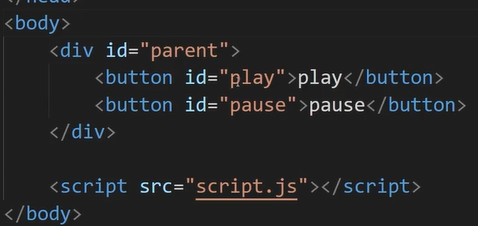 </head>
<body>
<div id="parent">
<button id="play">play</button>
<button id="pause">pause</button>
</div>
<script src="script.js"></script>
</body>